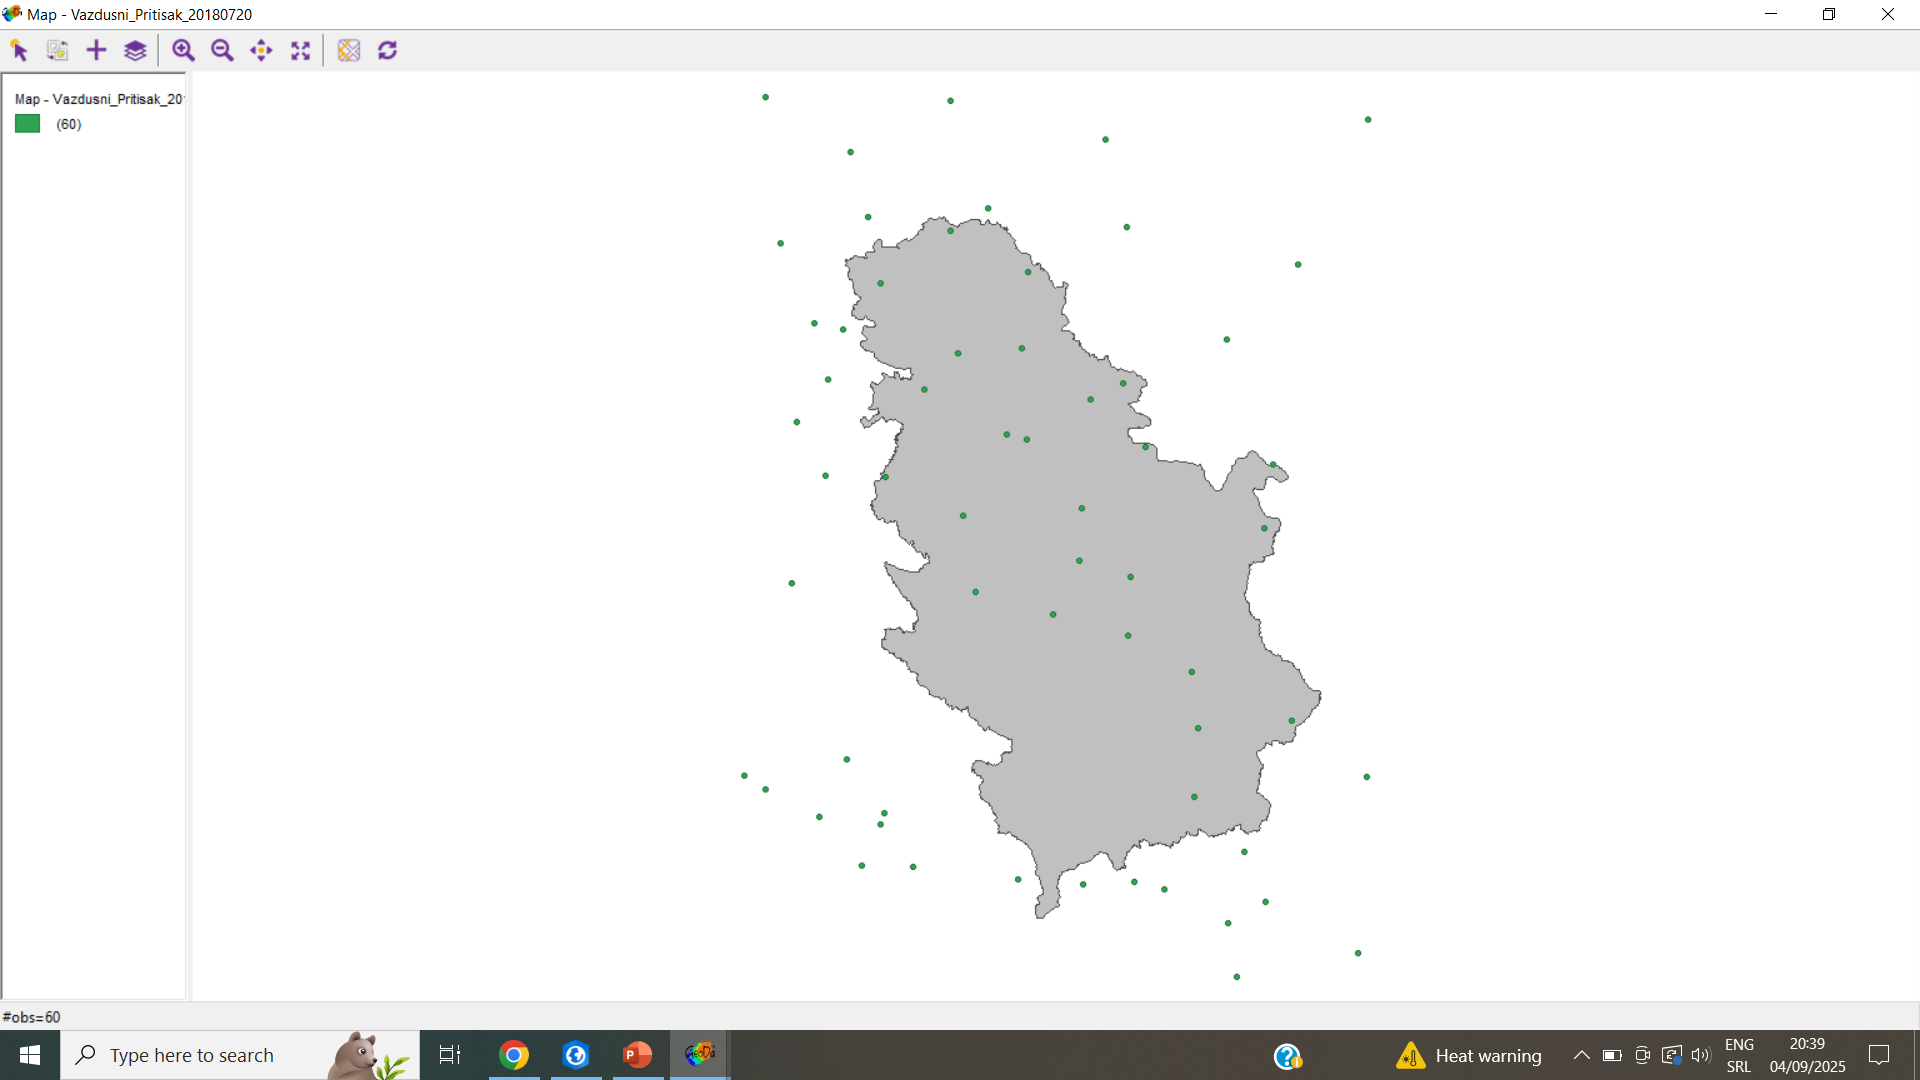 Map - Vazdusni_Pritisak_20180720
Map - Vazdusni_Pritisak_20
(60)
#obs=60
Type here to search
P
GeoDa
Heat warning
ENG
SRL
20:39
04/09/2025